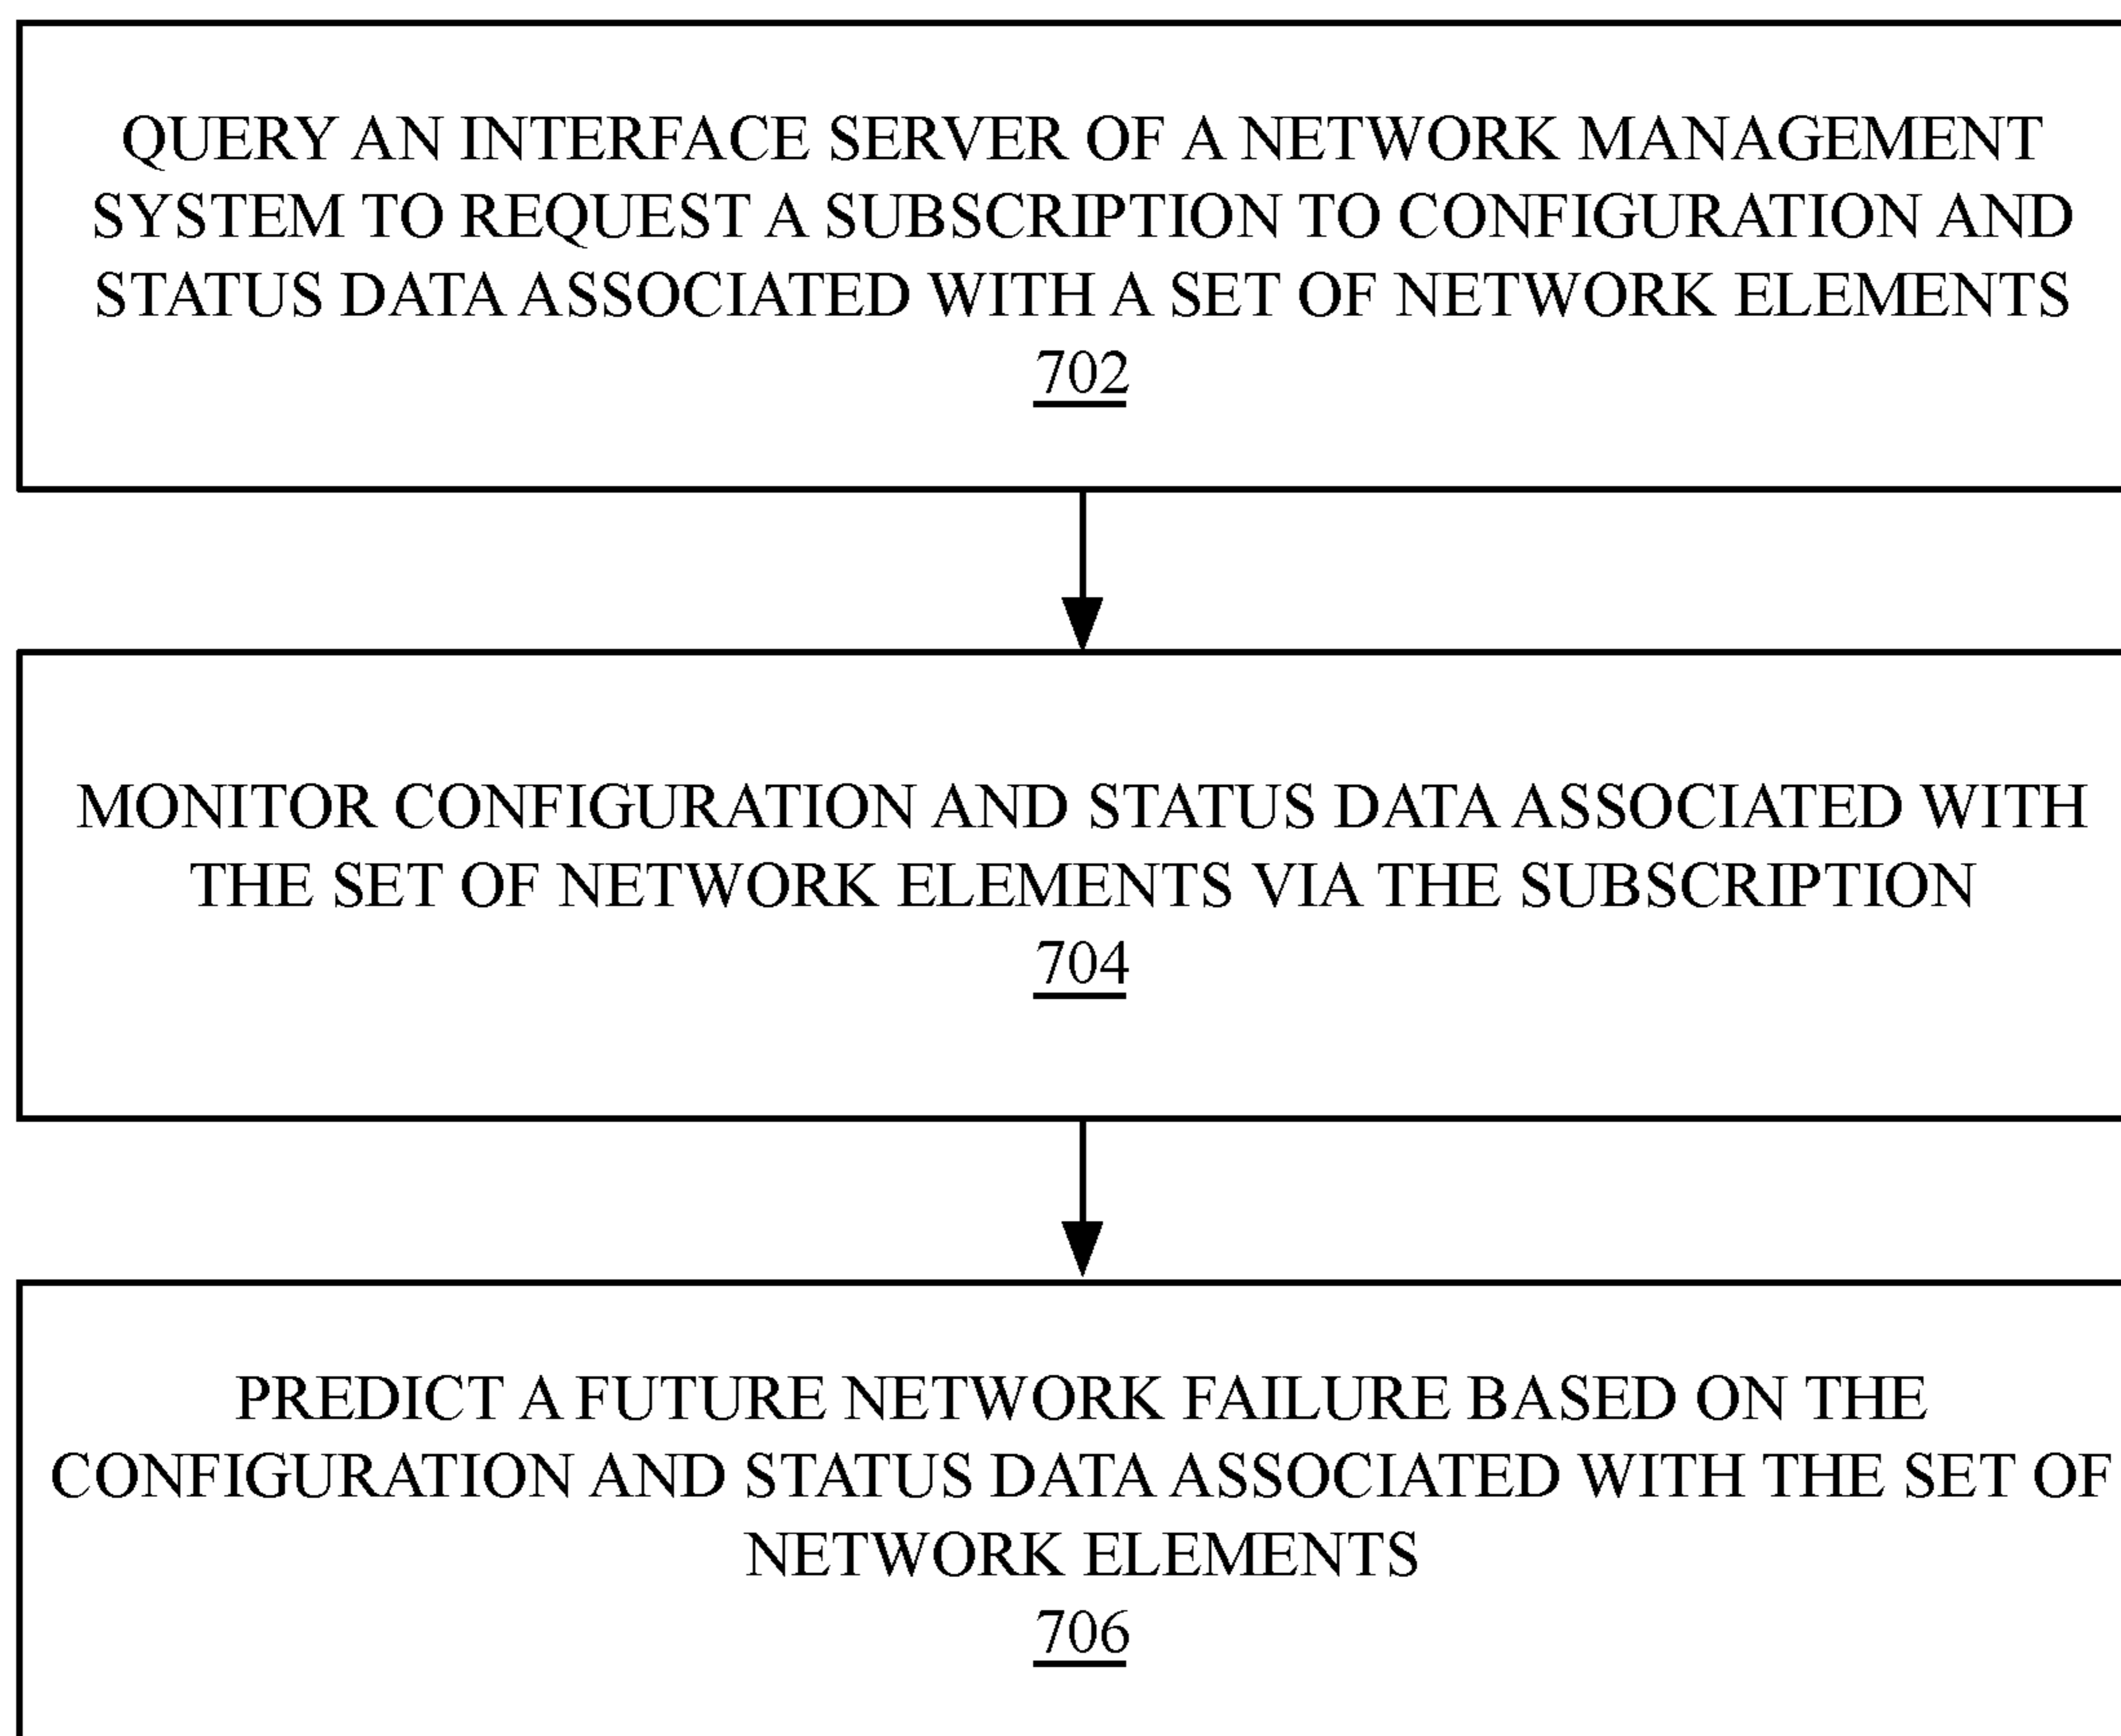 QUERY AN INTERFACE SERVER OF A NETWORK MANAGEMENT
SYSTEM TO REQUEST A SUBSCRIPTION TO CONFIGURATION AND
STATUS DATA ASSOCIATED WITH A SET OF NETWORK ELEMENTS
702
MONITOR CONFIGURATION AND STATUS DATA ASSOCIATED WITH
THE SET OF NETWORK ELEMENTS VIA THE SUBSCRIPTION
704
PREDICT A FUTURE NETWORK FAILURE BASED ON THE
CONFIGURATION AND STATUS DATA ASSOCIATED WITH THE SET OF
NETWORK ELEMENTS
706